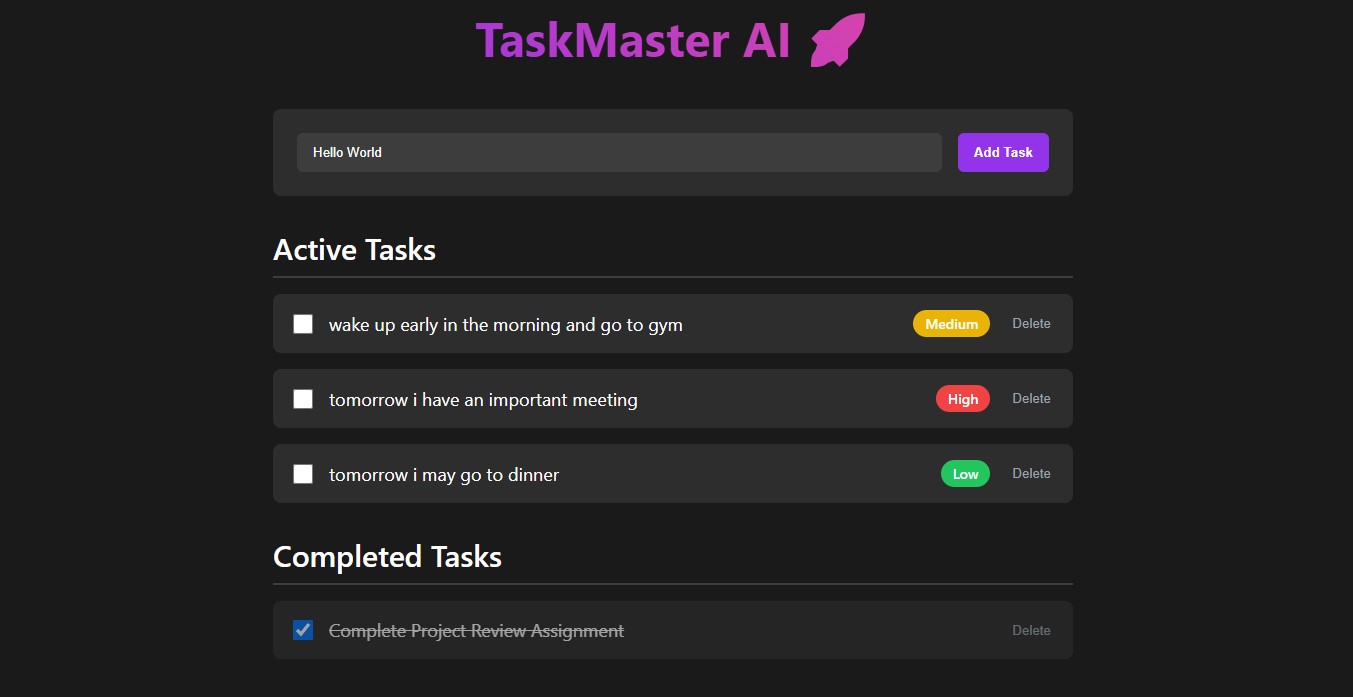 TaskMaster AI 🚀
Hello World
Add Task
Active Tasks
wake up early in the morning and go to gym Medium Delete
tomorrow i have an important meeting High Delete
tomorrow i may go to dinner Low Delete
Completed Tasks
Complete Project Review Assignment Delete